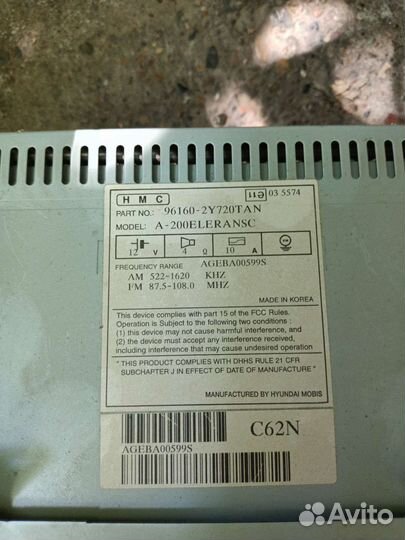 HMC e11 03 5574
PART NO.: 96160-2Y720TAN
MODEL: A-200ELERANSC
12 V 4 Ω 10 A
FREQUENCY RANGE AGEBA00599S
AM 522-1620 KHZ
FM 87.5-108.0 MHZ
MADE IN KOREA
This device complies with part 15 of the FCC Rules.
Operation is Subject to the following two conditions :
(1) this device may not cause harmful interference, and
(2) the device must accept any interference
that may cause undesired operation
" THIS PRODUCT COMPLIES WITH DHHS RULE 21 CFR
SUBCHAPTER J IN EFFECT OF DATE OF MANUFACTURE "
MANUFACTURED BY HYUNDAI MOBIS
C62N
AGEBA00599S
Avito